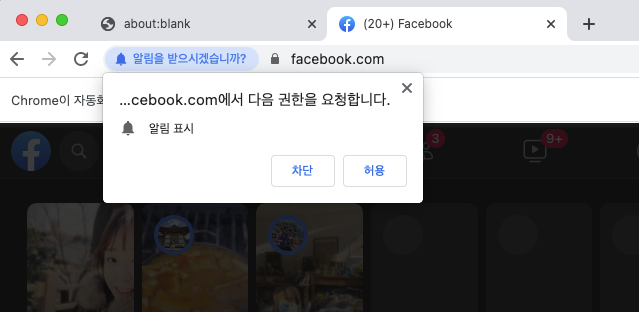 about:blank
(20+) Facebook
알림을 받으시겠습니까?
facebook.com
Chrome이 자동화
...cebook.com에서 다음 권한을 요청합니다.
알림 표시
차단
허용
3
9+